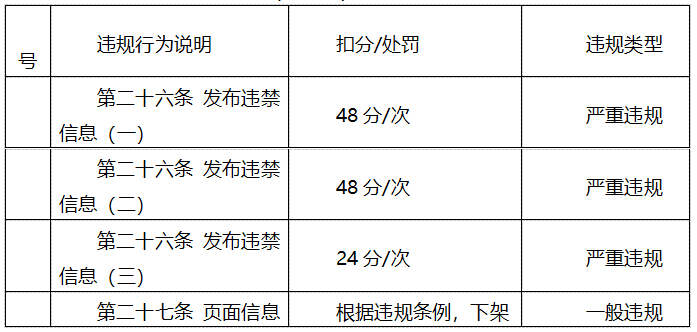 号 违规行为说明 扣分/处罚 违规类型
第二十六条 发布违禁
信息（一） 48 分/次 严重违规
第二十六条 发布违禁
信息（二） 48 分/次 严重违规
第二十六条 发布违禁
信息（三） 24 分/次 严重违规
第二十七条 页面信息 根据违规条例，下架 一般违规